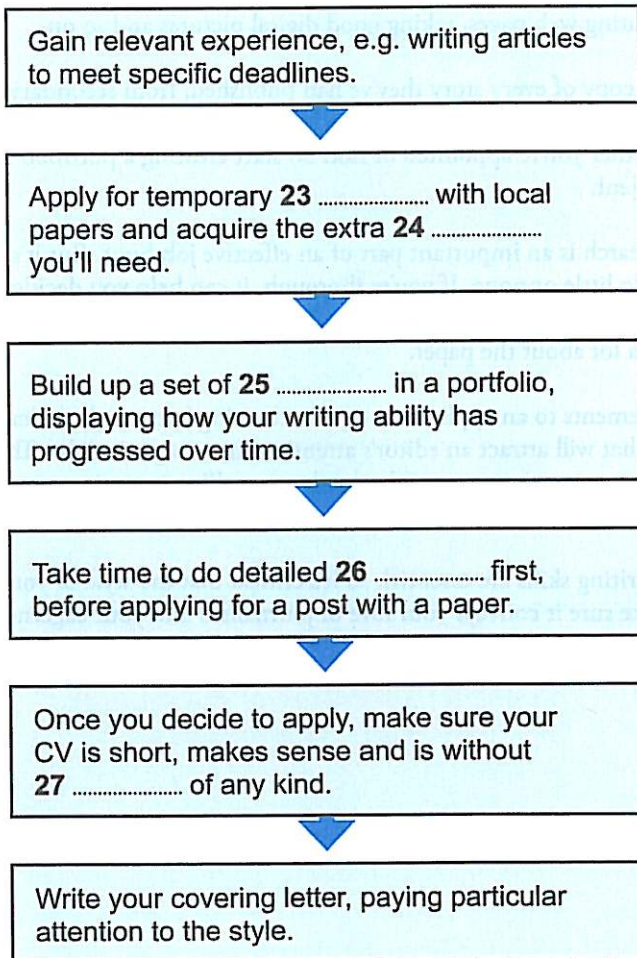 Gain relevant experience, e.g. writing articles
to meet specific deadlines.
Apply for temporary 23 .................... with local
papers and acquire the extra 24 ....................
you'll need.
Build up a set of 25 .................... in a portfolio,
displaying how your writing ability has
progressed over time.
Take time to do detailed 26 .................... first,
before applying for a post with a paper.
Once you decide to apply, make sure your
CV is short, makes sense and is without
27 .................... of any kind.
Write your covering letter, paying particular
attention to the style.